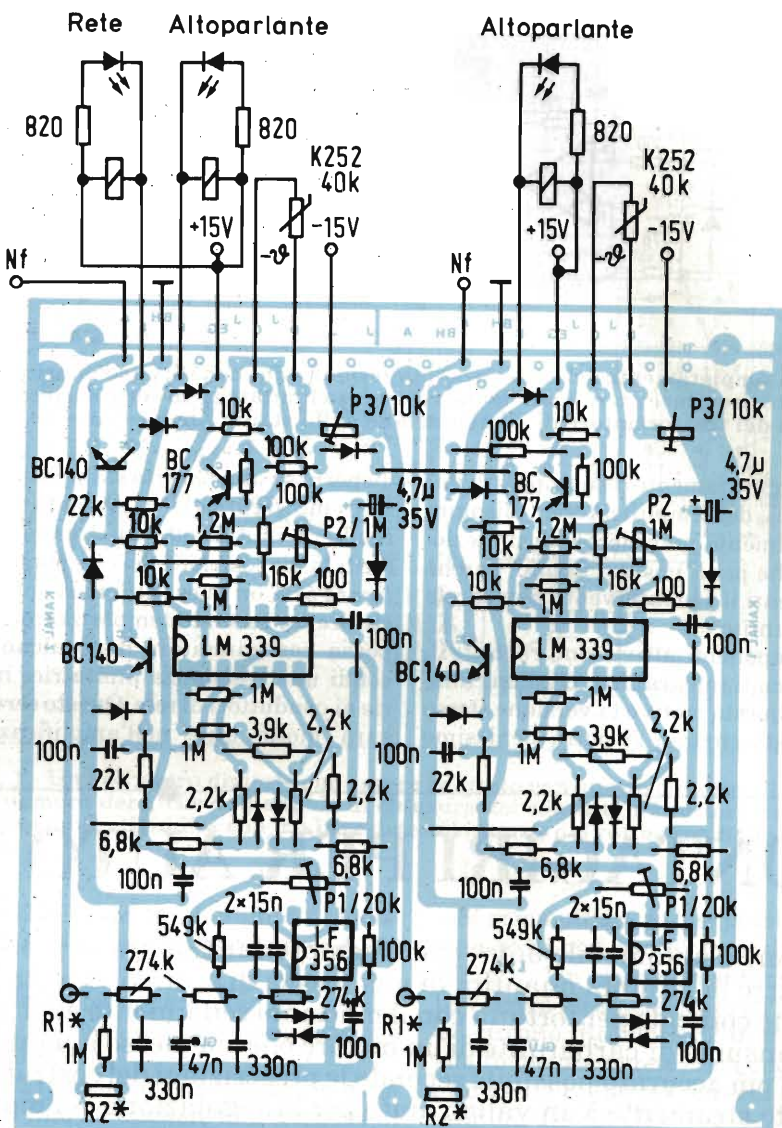 Rete Altoparlante Altoparlante
820 820 820
K252 K252
40k 40k
+15V -15V +15V -15V
-ϑ -ϑ
Nf Nf
A BH EG C J L A BH EG C J
10k P3/10k 10k P3/10k
BC140 BC 177 100k 100k 100k BC 177 100k
4,7µ 35V + 4,7µ 35V
22k
10k 1,2M P2/1M 10k 1,2M P2 1M
16k 16k
10k 1M 100 10k 1M 100
KANAL
LM 339 100n LM 339 100n
BC140 BC140
1M 1M
3,9k 2,2k 3,9k 2,2k
100n 1M 100n 1M
22k 2,2k 2,2k 22k 2,2k 2,2k
6,8k 6,8k 6,8k 6,8k
100n P1/20k 100n P1/20k
2×15n 2×15n
549k LF 356 100k 549k LF 356 100k
274k 274k 274k 274k
R1* R1*
1M 47n 100n 1M 47n 100n
330n 330n 330n 330n
R2* R2*